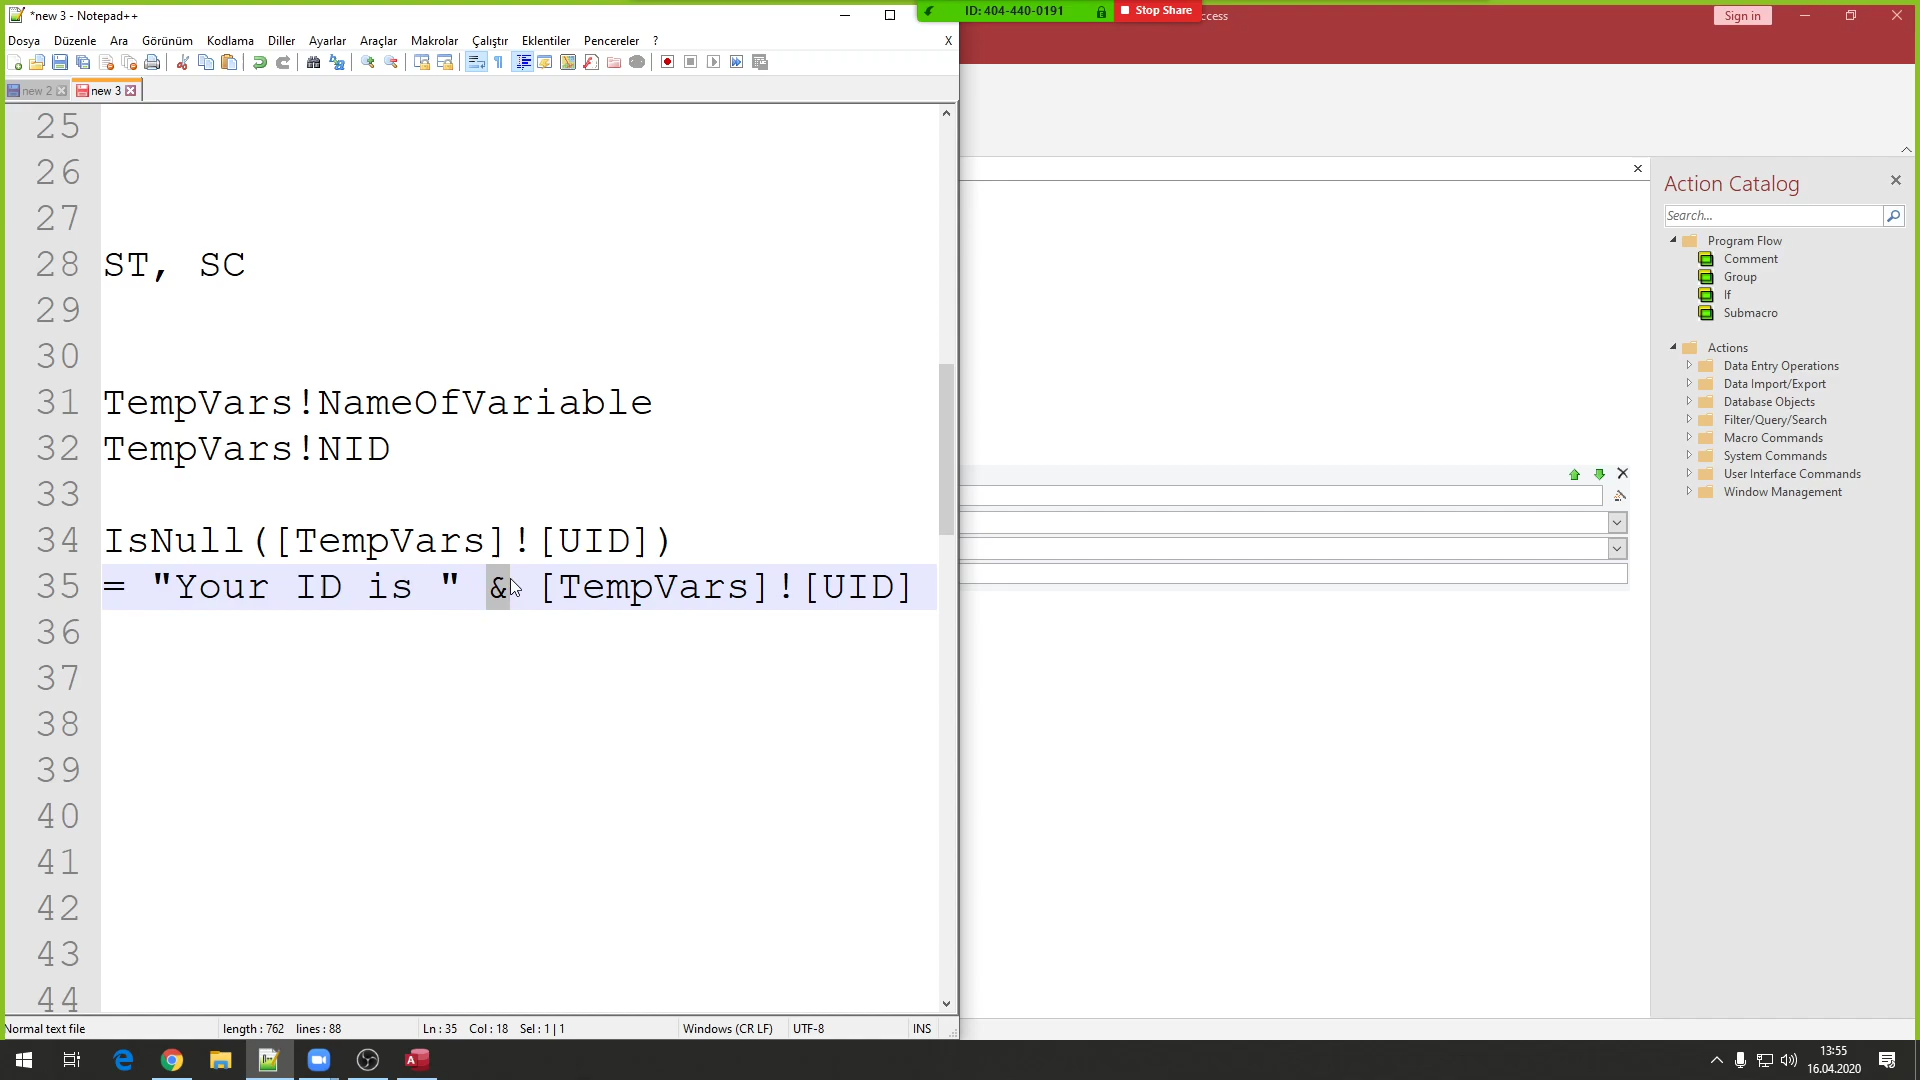 *new 3 - Notepad++
ID: 404-440-0191
Stop Share
ccess
Sign in
Dosya Düzenle Ara Görünüm Kodlama Diller Ayarlar Araçlar Makrolar Çalıştır Eklentiler Pencereler ? X
new 2 new 3
25
26
27
28 ST, SC
29
30
31 TempVars!NameOfVariable
32 TempVars!NID
33
34 IsNull([TempVars]![UID])
35 = "Your ID is " & [TempVars]![UID]
36
37
38
39
40
41
42
43
44
Action Catalog
Search...
Program Flow
Comment
Group
If
Submacro
Actions
Data Entry Operations
Data Import/Export
Database Objects
Filter/Query/Search
Macro Commands
System Commands
User Interface Commands
Window Management
Normal text file length : 762 lines : 88 Ln : 35 Col : 18 Sel : 1 | 1 Windows (CR LF) UTF-8 INS
13:55
16.04.2020